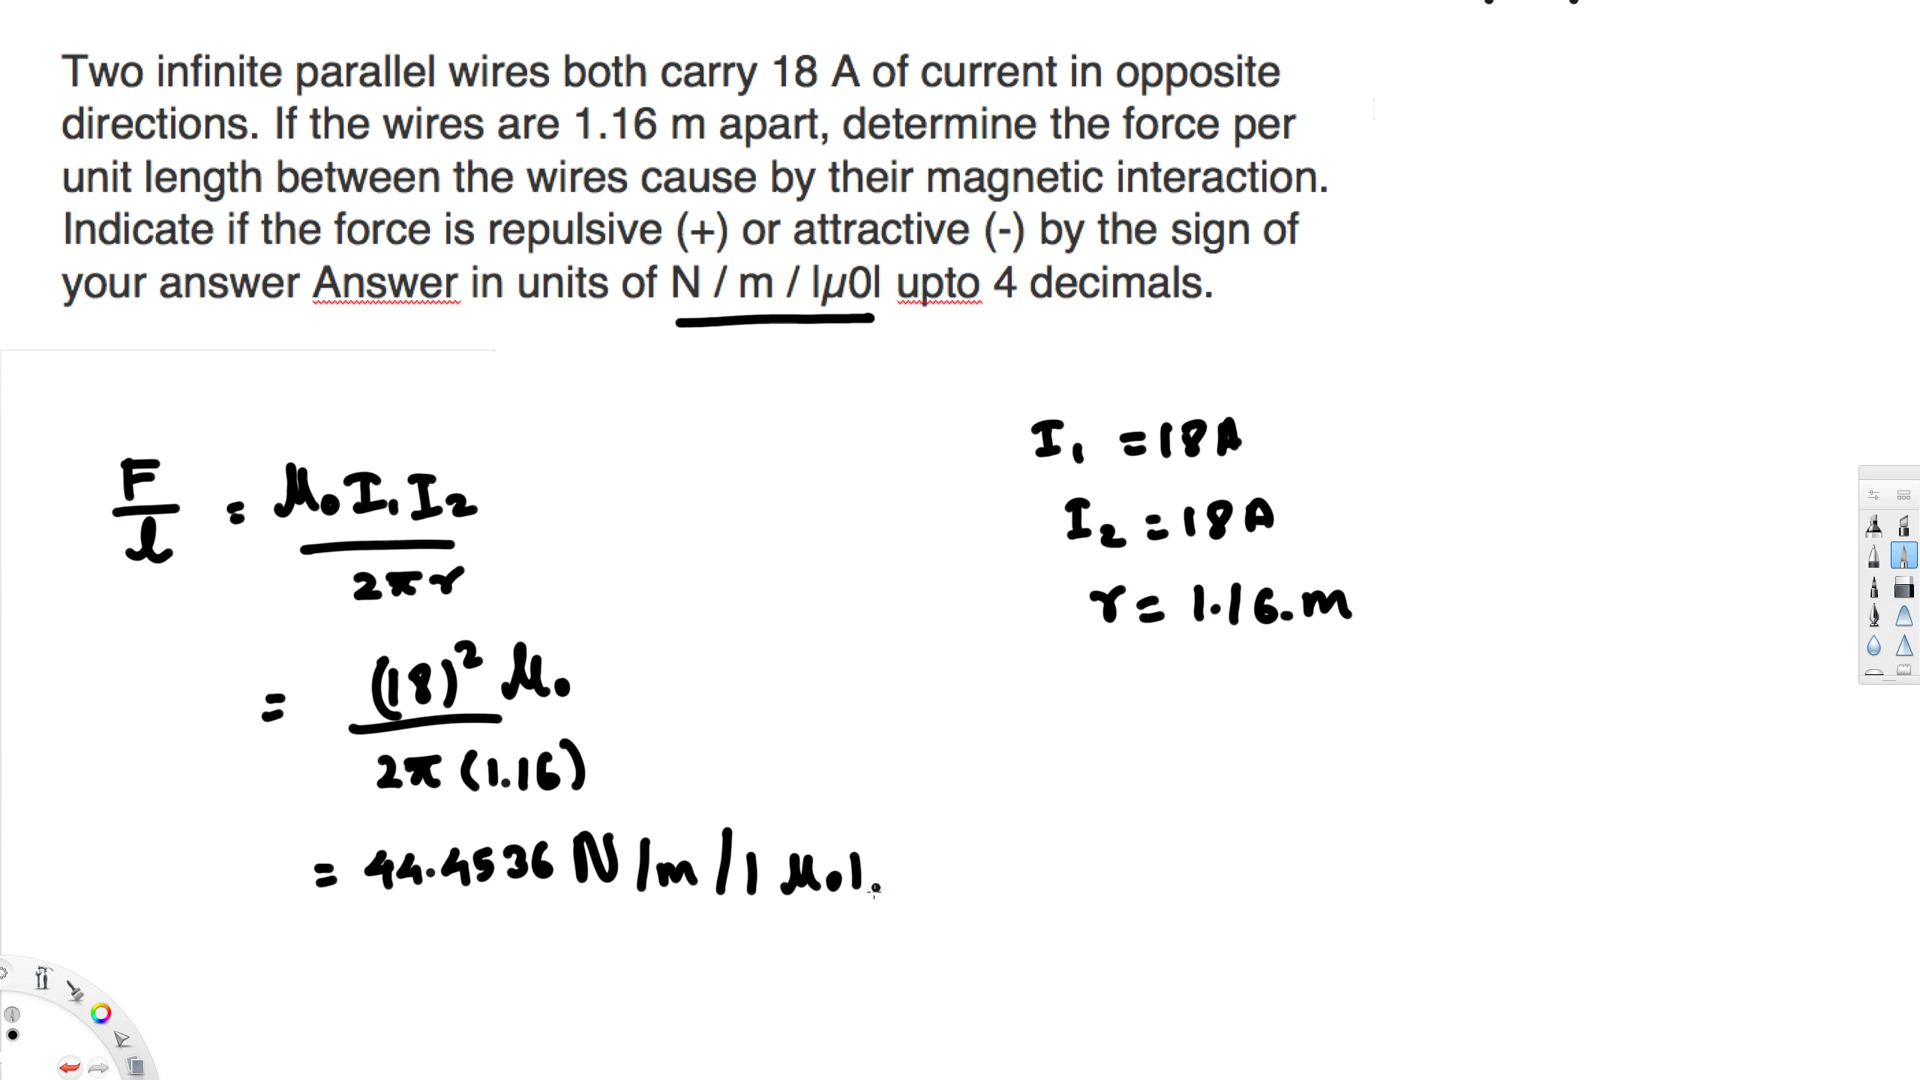 Two infinite parallel wires both carry 18 A of current in opposite
directions. If the wires are 1.16 m apart, determine the force per
unit length between the wires cause by their magnetic interaction.
Indicate if the force is repulsive (+) or attractive (-) by the sign of
your answer Answer in units of N / m / |μ0| upto 4 decimals.
F/l = μ₀I₁I₂ / 2πr
= (18)² μ₀ / 2π(1.16)
= 44.4536 N/m/|μ₀|.
I₁ = 18A
I₂ = 18A
r = 1.16.m